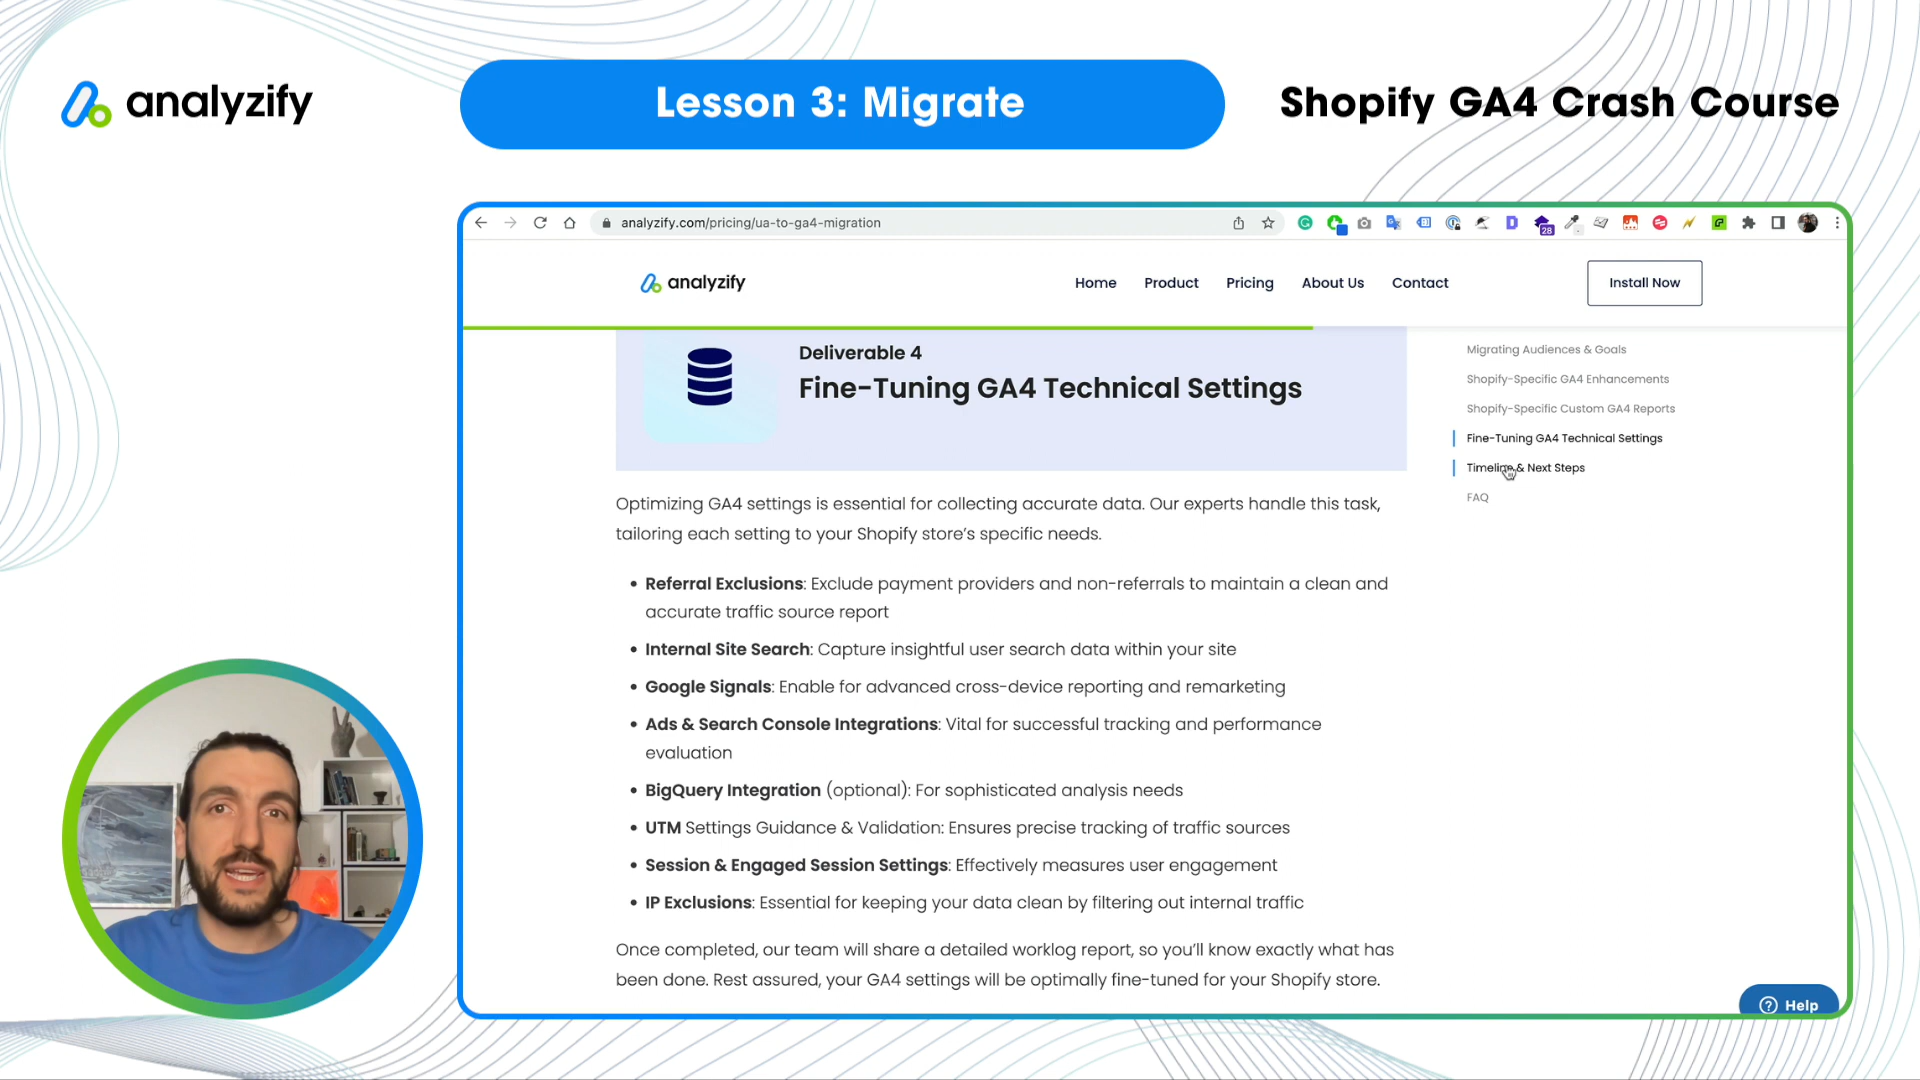 analyzify
Lesson 3: Migrate
Shopify GA4 Crash Course
analyzify.com/pricing/ua-to-ga4-migration
28
analyzify
Home
Product
Pricing
About Us
Contact
Install Now
Deliverable 4
Fine-Tuning GA4 Technical Settings
Optimizing GA4 settings is essential for collecting accurate data. Our experts handle this task,
tailoring each setting to your Shopify store's specific needs.
• Referral Exclusions: Exclude payment providers and non-referrals to maintain a clean and
accurate traffic source report
• Internal Site Search: Capture insightful user search data within your site
• Google Signals: Enable for advanced cross-device reporting and remarketing
• Ads & Search Console Integrations: Vital for successful tracking and performance
evaluation
• BigQuery Integration (optional): For sophisticated analysis needs
• UTM Settings Guidance & Validation: Ensures precise tracking of traffic sources
• Session & Engaged Session Settings: Effectively measures user engagement
• IP Exclusions: Essential for keeping your data clean by filtering out internal traffic
Once completed, our team will share a detailed worklog report, so you'll know exactly what has
been done. Rest assured, your GA4 settings will be optimally fine-tuned for your Shopify store.
Migrating Audiences & Goals
Shopify-Specific GA4 Enhancements
Shopify-Specific Custom GA4 Reports
Fine-Tuning GA4 Technical Settings
Timeline & Next Steps
FAQ
Help